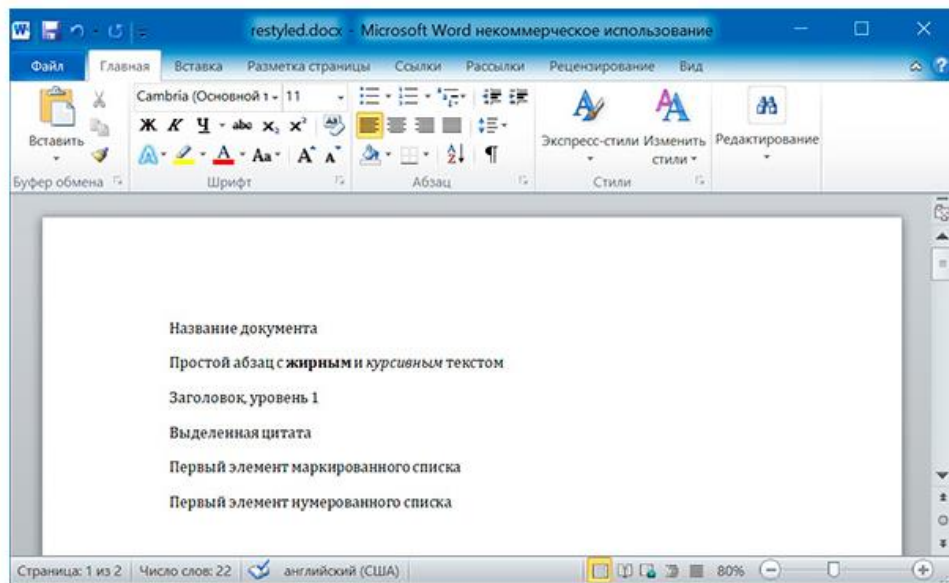 restyled.docx - Microsoft Word некоммерческое использование
Файл Главная Вставка Разметка страницы Ссылки Рассылки Рецензирование Вид
Cambria (Основной т 11
Ж К Ч abc x₂ x²
Вставить
A Aa A A
Экспресс-стили Изменить стили Редактирование
Буфер обмена Шрифт Абзац Стили
Название документа
Простой абзац с жирным и курсивным текстом
Заголовок, уровень 1
Выделенная цитата
Первый элемент маркированного списка
Первый элемент нумерованного списка
Страница: 1 из 2 Число слов: 22 английский (США) 80%